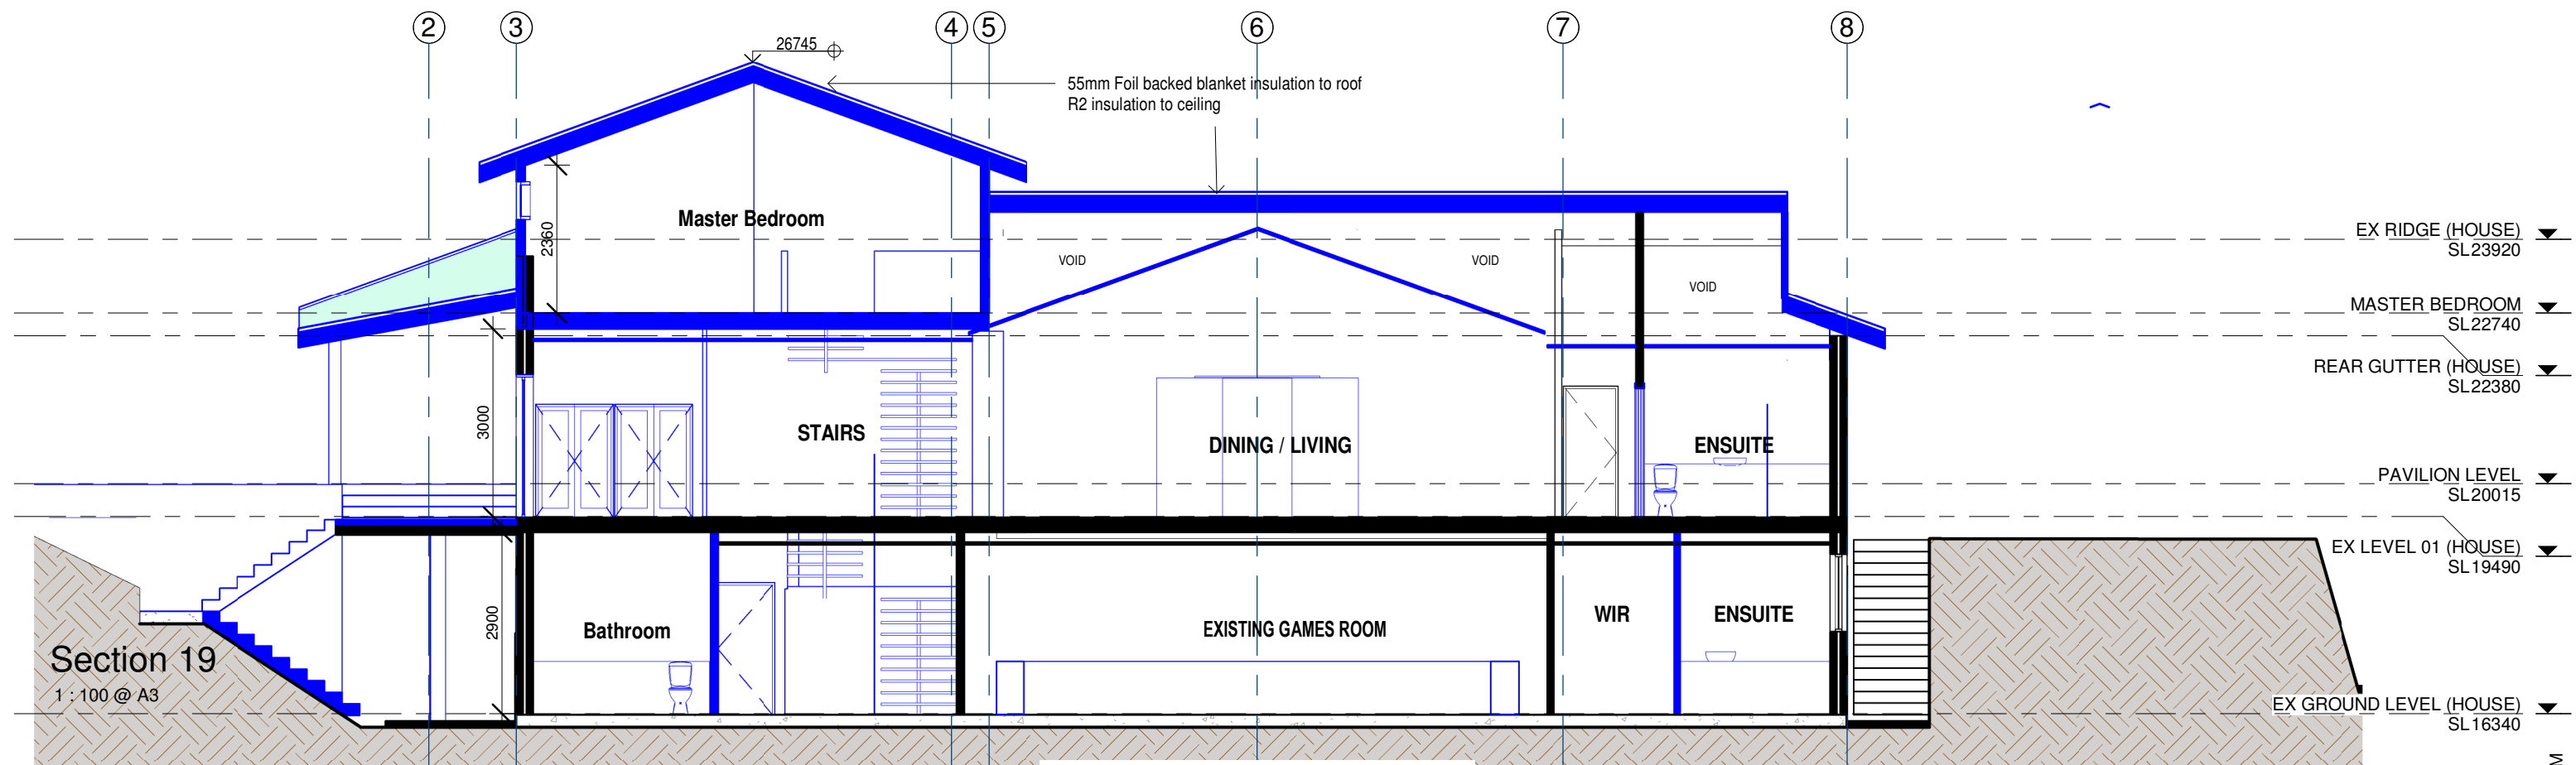 2
3
4
5
6
7
8
26745
55mm Foil backed blanket insulation to roof
R2 insulation to ceiling
Master Bedroom
2360
VOID
VOID
VOID
EX RIDGE (HOUSE)
SL23920
MASTER BEDROOM
SL22740
REAR GUTTER (HOUSE)
SL22380
3000
STAIRS
DINING / LIVING
ENSUITE
PAVILION LEVEL
SL20015
EX LEVEL 01 (HOUSE)
SL19490
2900
Bathroom
EXISTING GAMES ROOM
WIR
ENSUITE
Section 19
1 : 100 @ A3
EX GROUND LEVEL (HOUSE)
SL16340
M